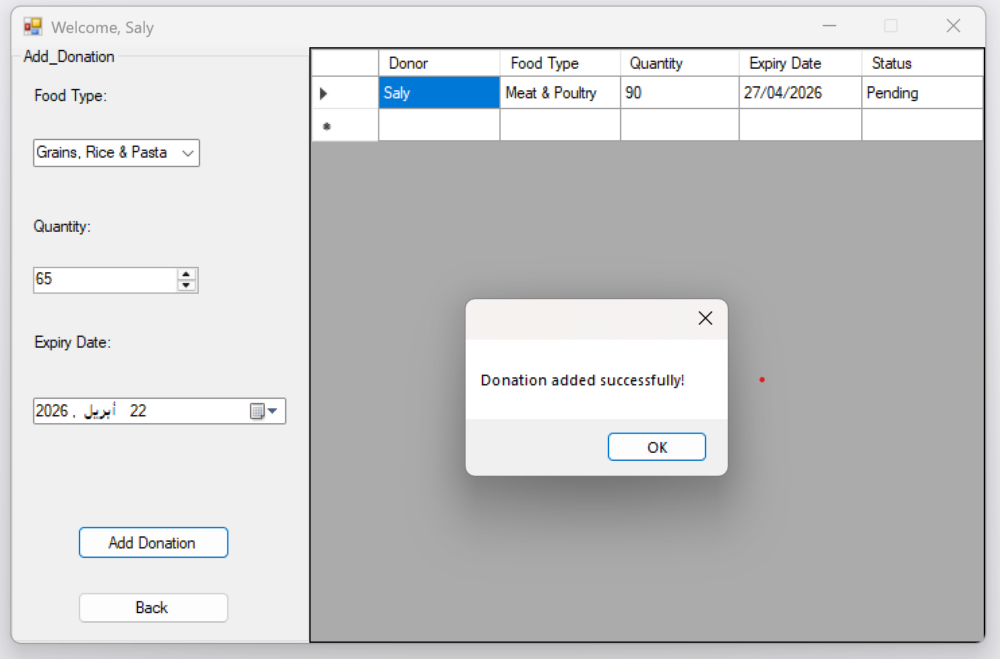 Welcome, Saly
Add_Donation
Food Type:
Grains, Rice & Pasta
Quantity:
65
Expiry Date:
2026 , أبريل 22
Add Donation
Back
Donor Food Type Quantity Expiry Date Status
Saly Meat & Poultry 90 27/04/2026 Pending
Donation added successfully!
OK